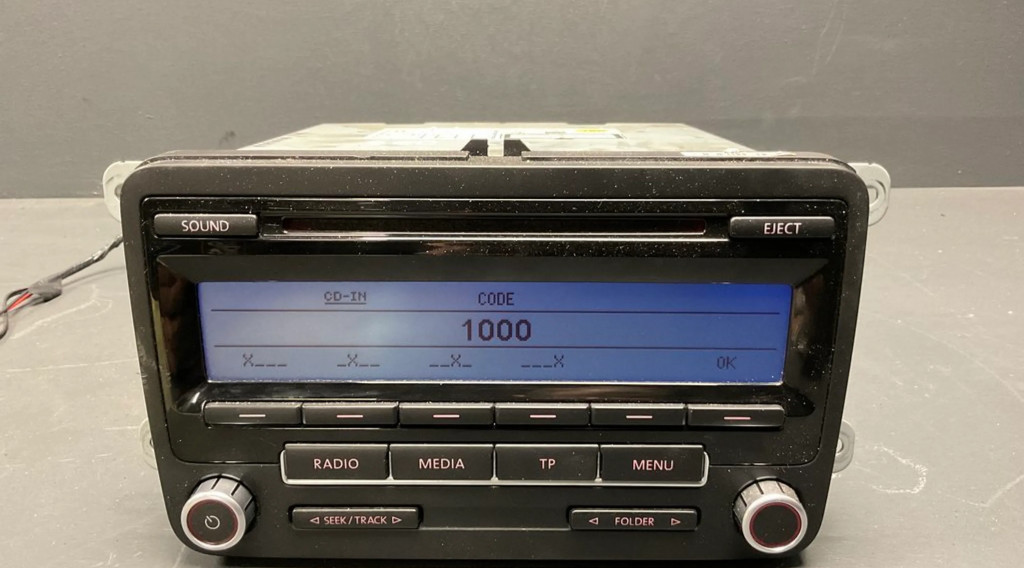 SOUND
EJECT
CD-IN CODE
1000
X___ _X__ __X_ ___X OK
RADIO MEDIA TP MENU
◁ SEEK / TRACK ▷
◁ FOLDER ▷